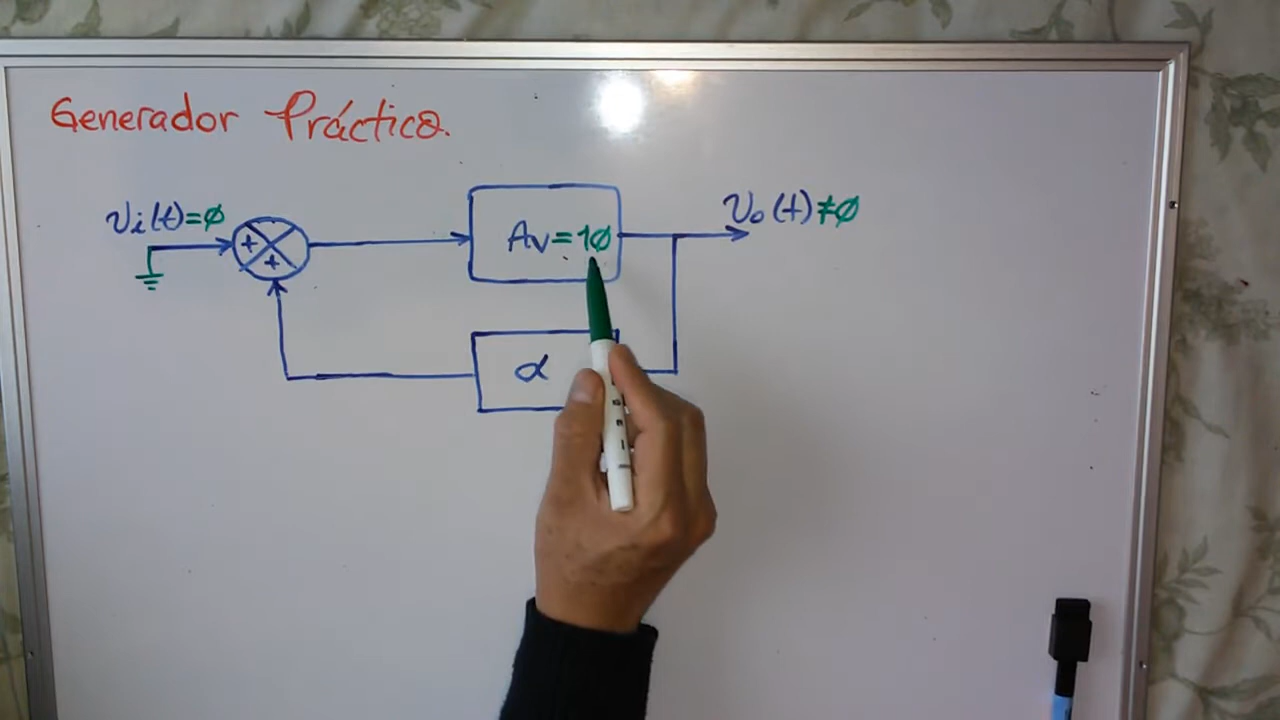 Generador Práctico.
Vi(t)=Ø
+
+
Av=1Ø
Vo(t)≠Ø
α